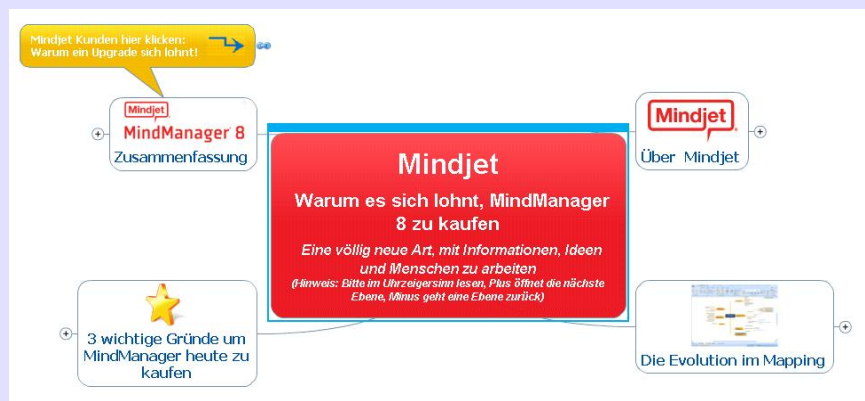 Mindjet Kunden hier klicken:
Warum ein Upgrade sich lohnt!
Mindjet
MindManager 8
Zusammenfassung
Mindjet
Über Mindjet
Mindjet
Warum es sich lohnt, MindManager
8 zu kaufen
Eine völlig neue Art, mit Informationen, Ideen
und Menschen zu arbeiten
(Hinweis: Bitte im Uhrzeigersinn lesen, Plus öffnet die nächste
Ebene, Minus geht eine Ebene zurück)
3 wichtige Gründe um
MindManager heute zu
kaufen
Die Evolution im Mapping